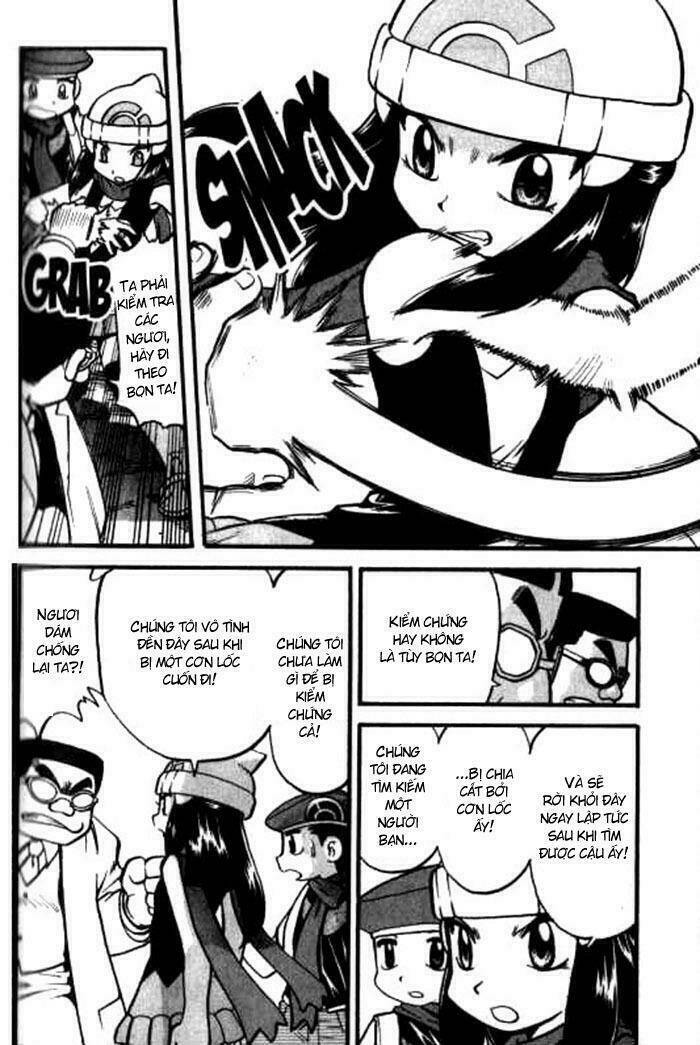 GRAB
TA PHẢI
KIỂM TRA
CÁC
NGƯƠI,
HÃY ĐI
THEO
BỌN TA!
SMACK
NGƯƠI
DÁM
CHỐNG
LẠI TA?!
CHÚNG TÔI VÔ TÌNH
ĐẾN ĐÂY SAU KHI
BỊ MỘT CƠN LỐC
CUỐN ĐI!
CHÚNG TÔI
CHƯA LÀM
GÌ ĐỂ BỊ
KIỂM
CHỨNG
CẢ!
KIỂM CHỨNG
HAY KHÔNG
LÀ TÙY BỌN TA!
CHÚNG
TÔI ĐANG
TÌM KIẾM
MỘT
NGƯỜI
BẠN...
...BỊ CHIA
CẮT BỞI
CƠN LỐC
ẤY!
VÀ SẼ
RỜI KHỎI ĐÂY
NGAY LẬP TỨC
SAU KHI TÌM
ĐƯỢC CẬU ẤY!